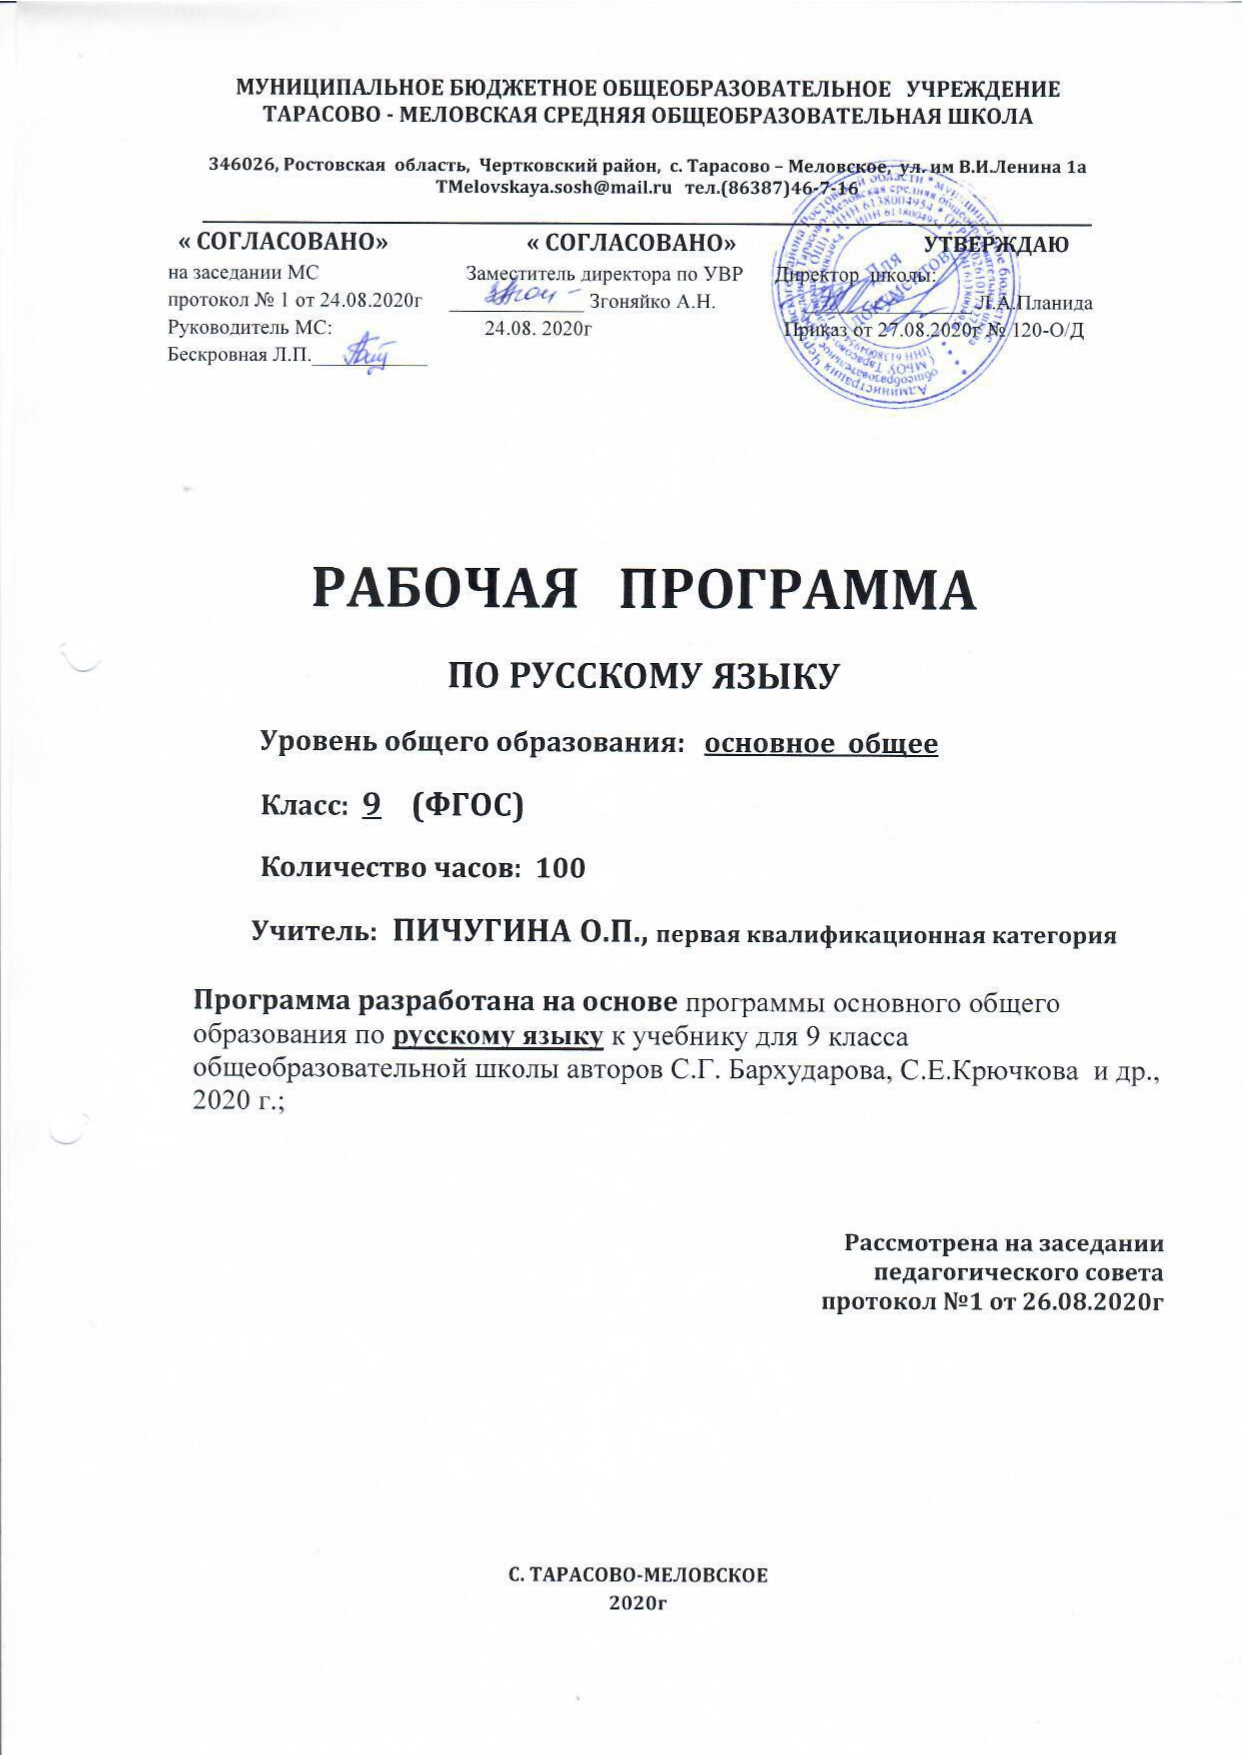 МУНИЦИПАЛЬНОЕ БЮДЖЕТНОЕ ОБЩЕОБРАЗОВАТЕЛЬНОЕ УЧРЕЖДЕНИЕ
ТАРАСОВО - МЕЛОВСКАЯ СРЕДНЯЯ ОБЩЕОБРАЗОВАТЕЛЬНАЯ ШКОЛА
346026, Ростовская область, Чертковский район, с. Тарасово – Меловское, ул. им В.И.Ленина 1а
TMelovskaya.sosh@mail.ru тел.(86387)46-7-16
« СОГЛАСОВАНО» « СОГЛАСОВАНО» УТВЕРЖДАЮ
на заседании МС Заместитель директора по УВР Директор школы:
протокол № 1 от 24.08.2020г Згоняйко А.Н. Л.А.Планида
Руководитель МС: 24.08. 2020г Приказ от 27.08.2020г № 120-О/Д
Бескровная Л.П.
Для документов
РАБОЧАЯ ПРОГРАММА
ПО РУССКОМУ ЯЗЫКУ
Уровень общего образования: основное общее
Класс: 9 (ФГОС)
Количество часов: 100
Учитель: ПИЧУГИНА О.П., первая квалификационная категория
Программа разработана на основе программы основного общего
образования по русскому языку к учебнику для 9 класса
общеобразовательной школы авторов С.Г. Бархударова, С.Е.Крючкова и др.,
2020 г.;
Рассмотрена на заседании
педагогического совета
протокол №1 от 26.08.2020г
С. ТАРАСОВО-МЕЛОВСКОЕ
2020г